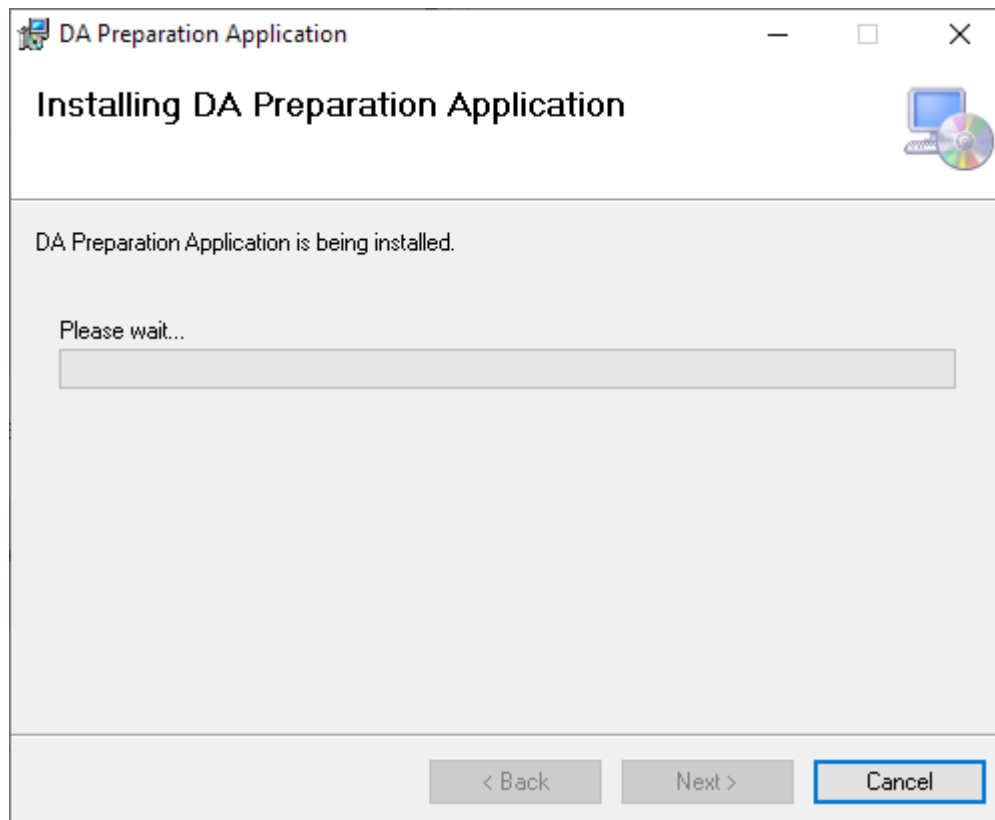 DA Preparation Application
Installing DA Preparation Application
DA Preparation Application is being installed.
Please wait...
< Back Next > Cancel